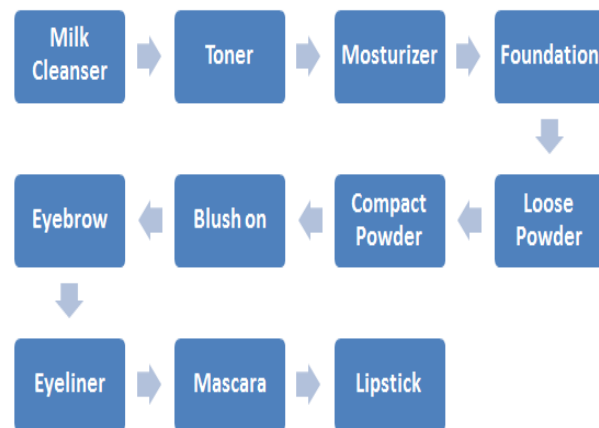 Milk
Cleanser
Toner
Mosturizer
Foundation
Loose
Powder
Compact
Powder
Blush on
Eyebrow
Eyeliner
Mascara
Lipstick